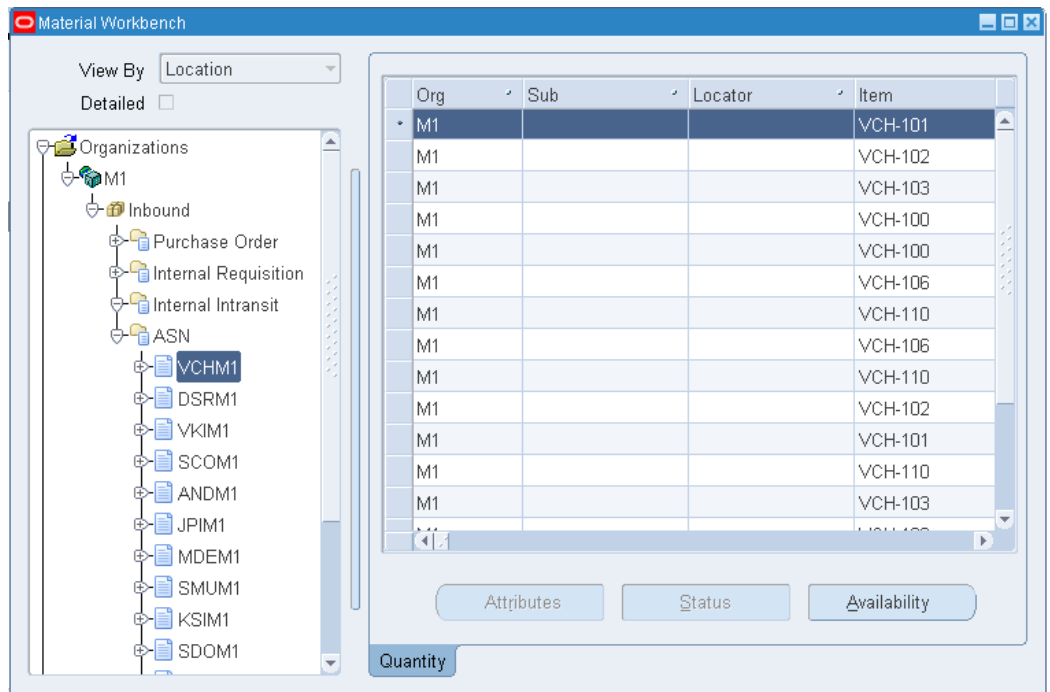 Material Workbench
View By Location
Detailed
Organizations
M1
Inbound
Purchase Order
Internal Requisition
Internal Intransit
ASN
VCHM1
DSRM1
VKIM1
SCOM1
ANDM1
JPIM1
MDEM1
SMUM1
KSIM1
SDOM1
Org Sub Locator Item
M1 VCH-101
M1 VCH-102
M1 VCH-103
M1 VCH-100
M1 VCH-100
M1 VCH-106
M1 VCH-110
M1 VCH-106
M1 VCH-110
M1 VCH-102
M1 VCH-101
M1 VCH-110
M1 VCH-103
Attributes Status Availability
Quantity